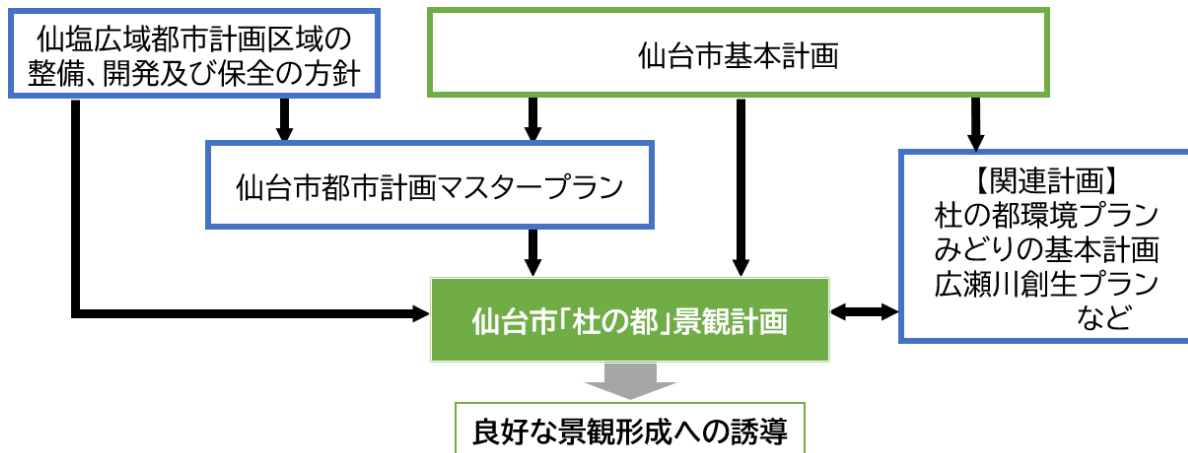 仙塩広域都市計画区域の
整備、開発及び保全の方針
仙台市基本計画
仙台市都市計画マスタープラン
【関連計画】
杜の都環境プラン
みどりの基本計画
広瀬川創生プラン
など
仙台市「杜の都」景観計画
良好な景観形成への誘導